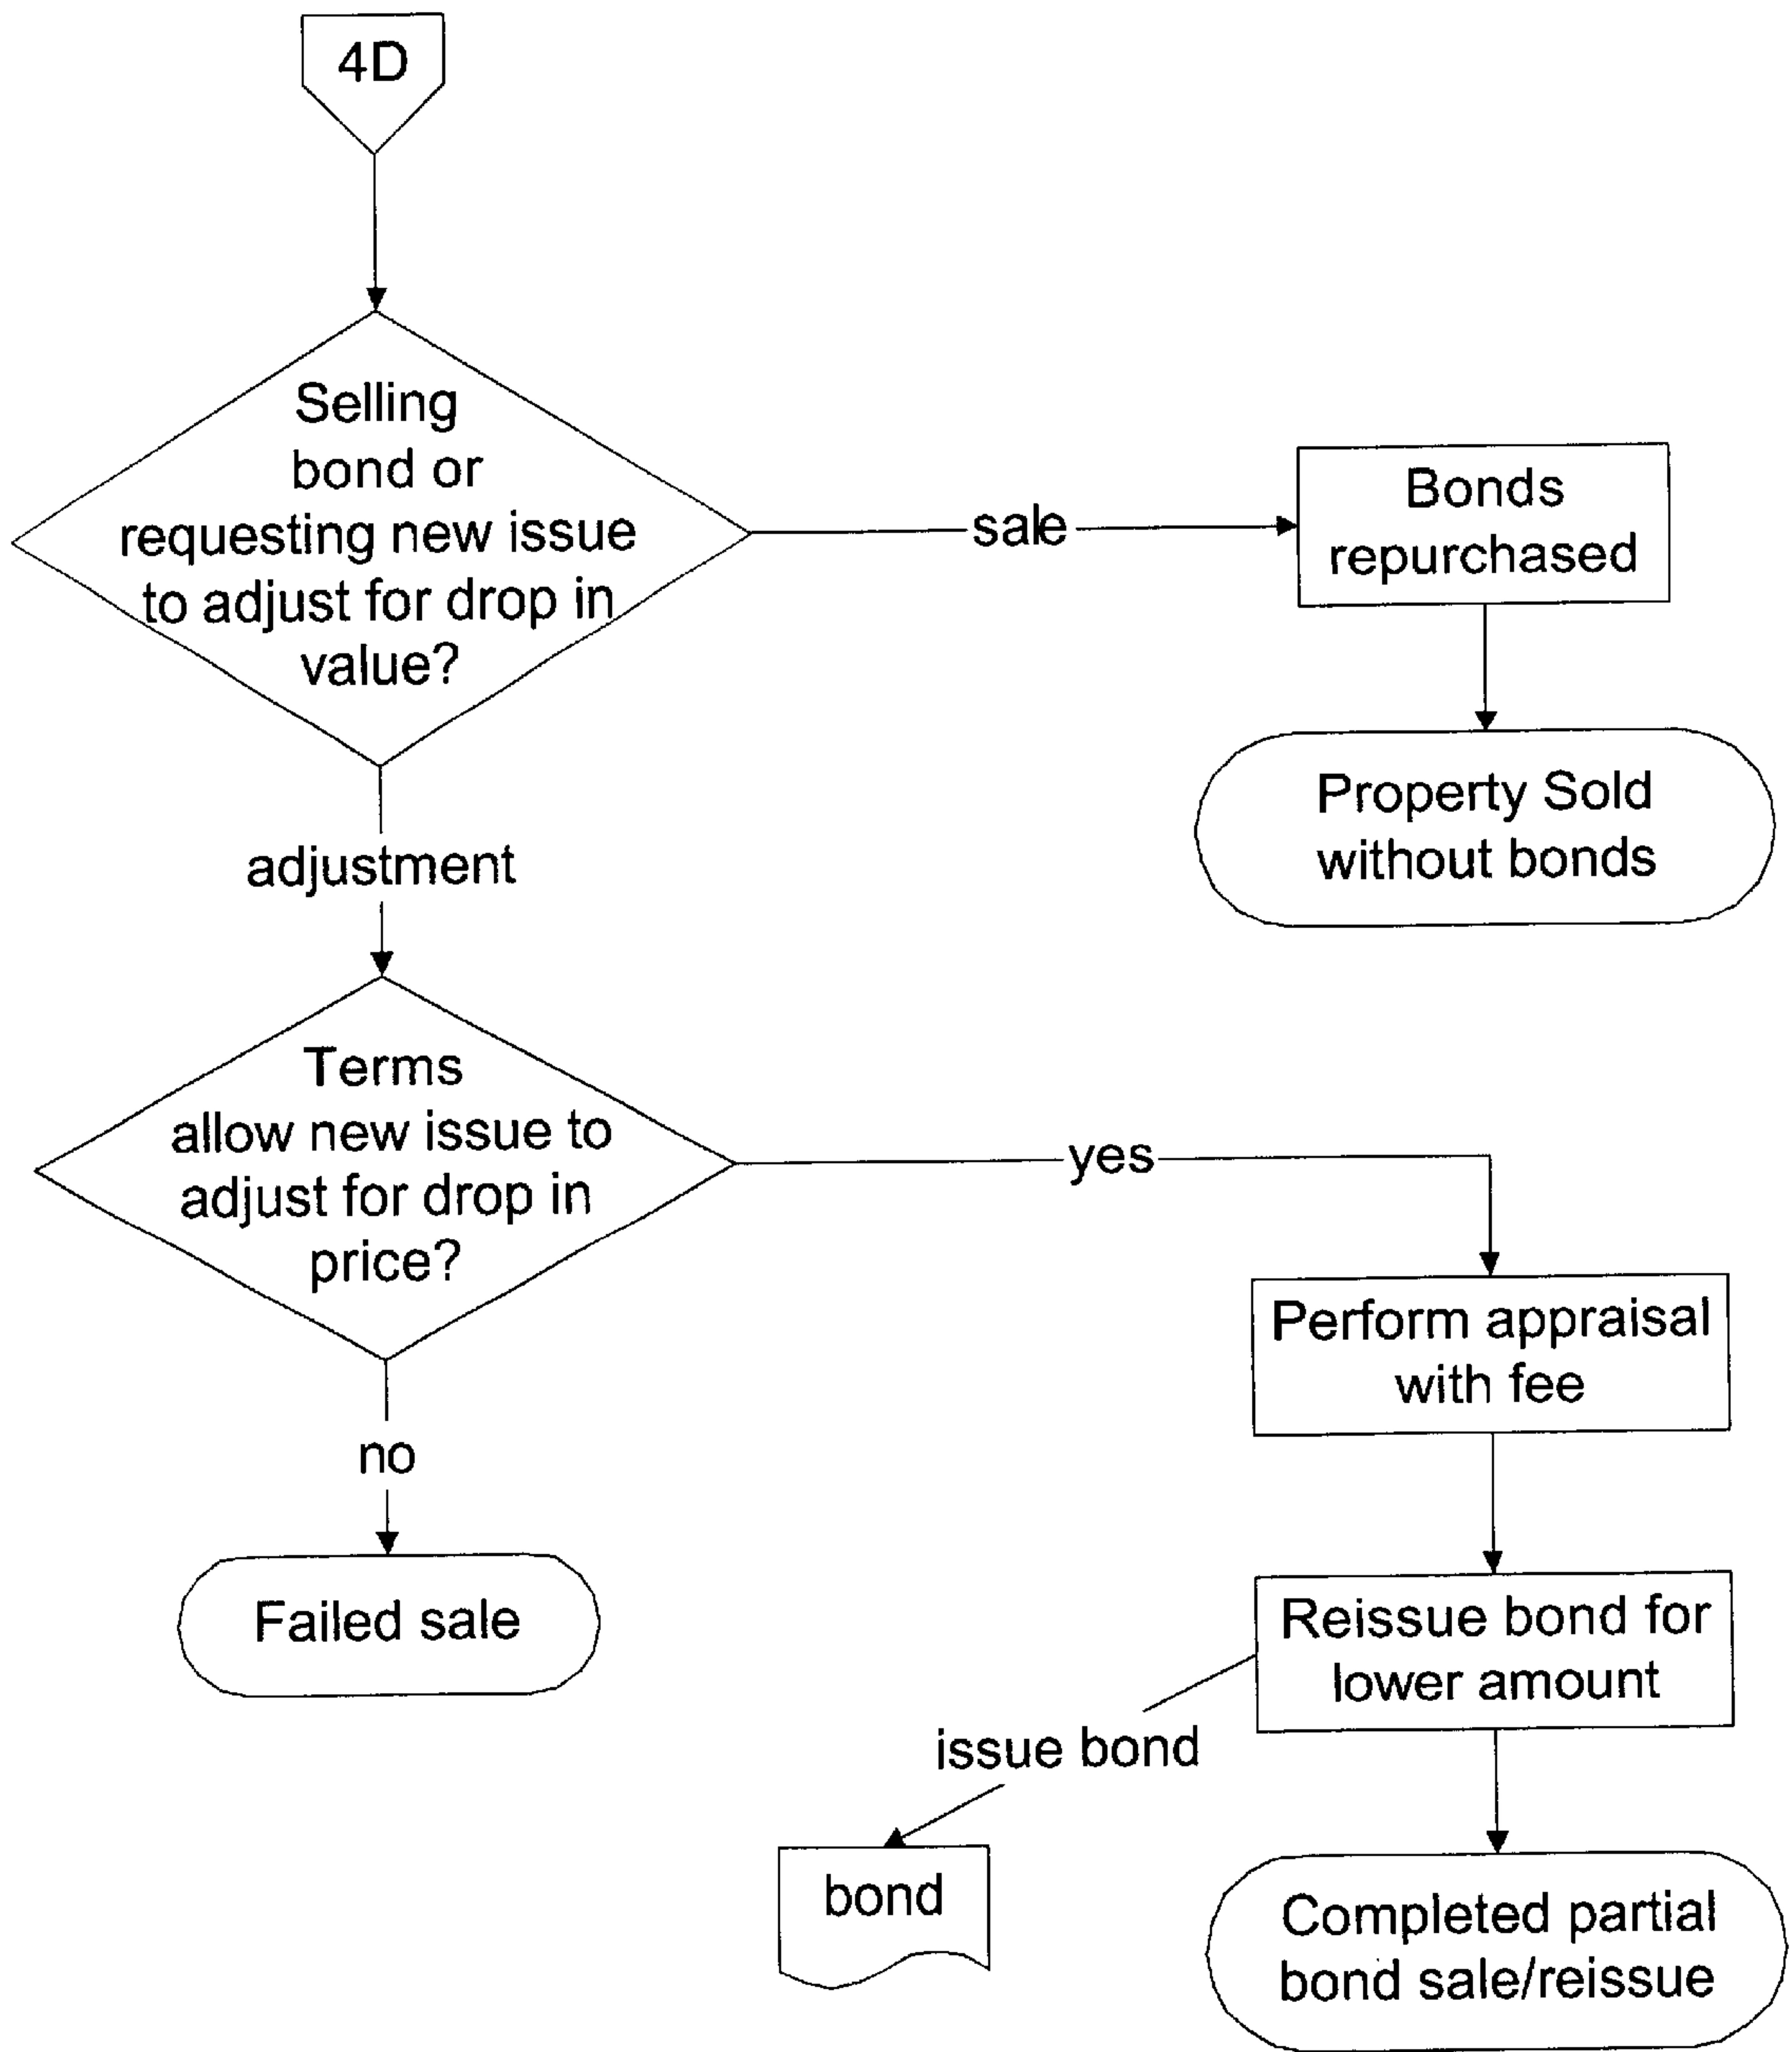 4D
Selling
bond or
requesting new issue
to adjust for drop in
value?
sale
Bonds
repurchased
Property Sold
without bonds
adjustment
Terms
allow new issue to
adjust for drop in
price?
yes
Perform appraisal
with fee
no
Failed sale
Reissue bond for
lower amount
issue bond
bond
Completed partial
bond sale/reissue